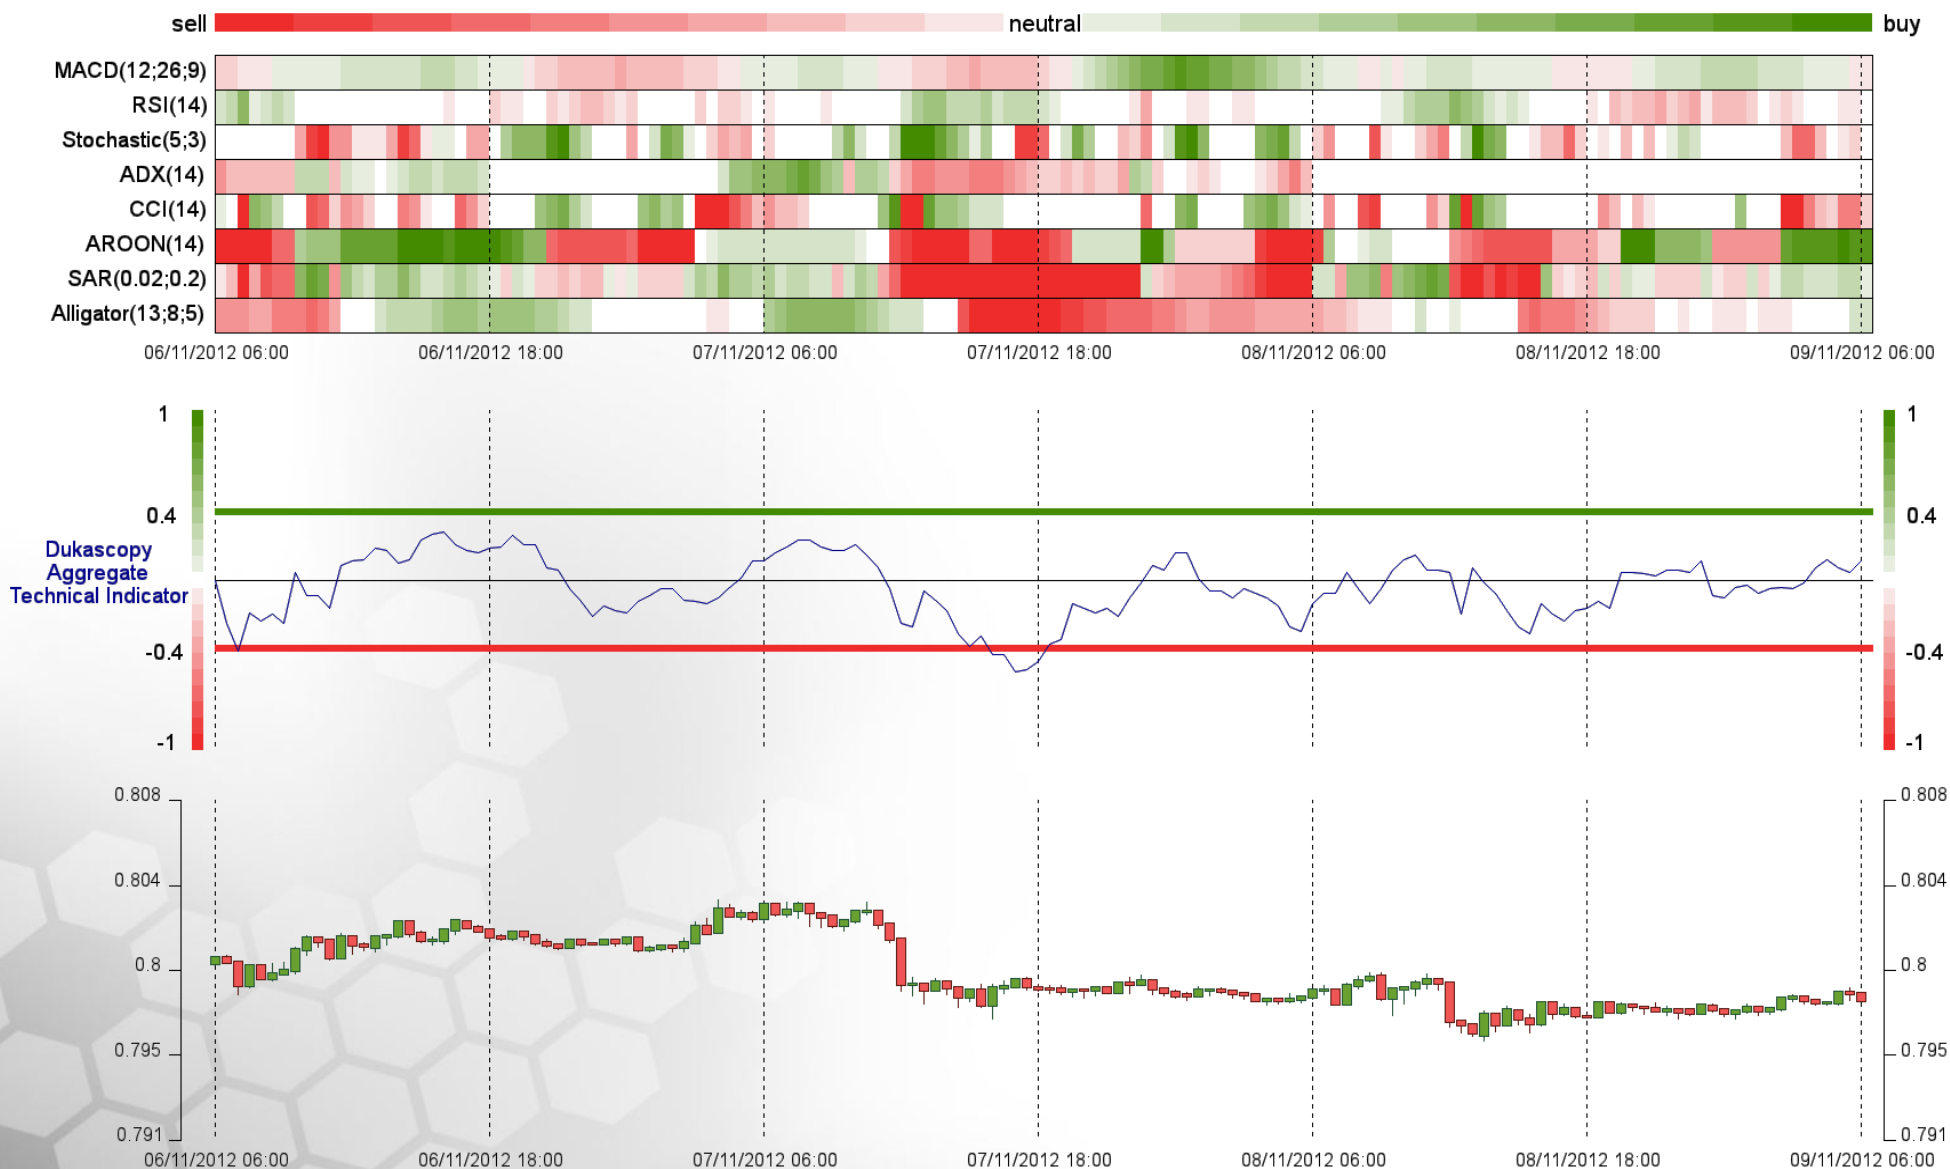 sell neutral buy
MACD(12;26;9)
RSI(14)
Stochastic(5;3)
ADX(14)
CCI(14)
AROON(14)
SAR(0.02;0.2)
Alligator(13;8;5)
06/11/2012 06:00 06/11/2012 18:00 07/11/2012 06:00 07/11/2012 18:00 08/11/2012 06:00 08/11/2012 18:00 09/11/2012 06:00
1 1
0.4 0.4
Dukascopy
Aggregate
Technical Indicator
-0.4 -0.4
-1 -1
0.808 0.808
0.804 0.804
0.8 0.8
0.795 0.795
0.791 0.791
06/11/2012 06:00 06/11/2012 18:00 07/11/2012 06:00 07/11/2012 18:00 08/11/2012 06:00 08/11/2012 18:00 09/11/2012 06:00